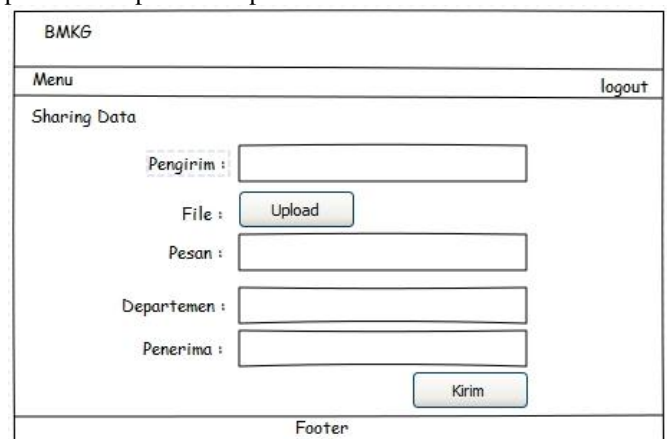 BMKG
Menu logout
Sharing Data
Pengirim :
File : Upload
Pesan :
Departemen :
Penerima :
Kirim
Footer